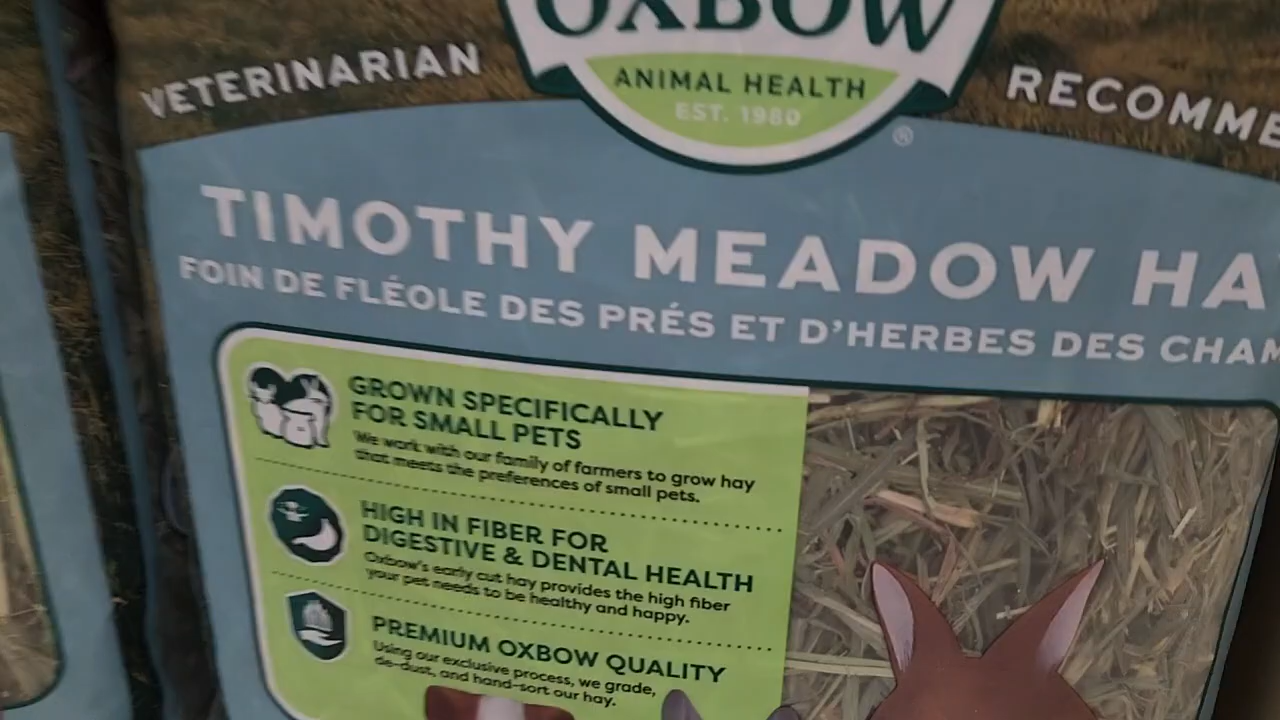 OXBOW
ANIMAL HEALTH
EST. 1980
®
VETERINARIAN
TIMOTHY MEADOW
FOIN DE FLÉOLE DES PRÉS ET D'HERBES DES
GROWN SPECIFICALLY
FOR SMALL PETS
We work with our family of farmers to grow hay
that meets the preferences of small pets.
HIGH IN FIBER FOR
DIGESTIVE & DENTAL HEALTH
Oxbow's early cut hay provides the high fiber
your pet needs to be healthy and happy.
PREMIUM OXBOW QUALITY
Using our exclusive process, we grade,
de-dust, and hand-sort our hay.